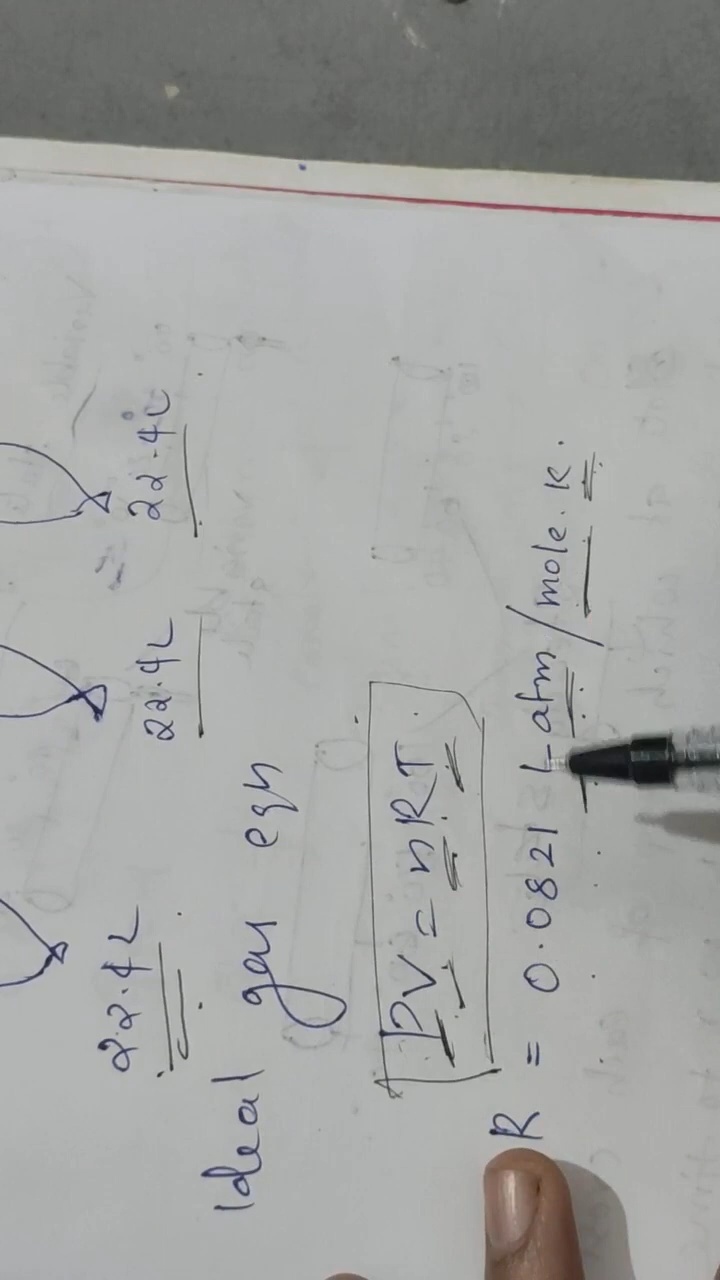 22.4L 22.4L 22.4L
Ideal gas eqn
PV = nRT
R = 0.0821 L atm/mole.K.